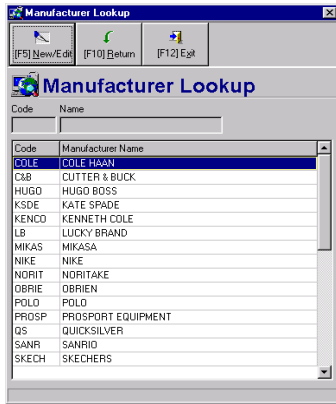 Manufacturer Lookup
[F5] New/Edit [F10] Return [F12] Exit
Manufacturer Lookup
Code Name
Code Manufacturer Name
COLE COLE HAAN
C&B CUTTER & BUCK
HUGO HUGO BOSS
KSDE KATE SPADE
KENCO KENNETH COLE
LB LUCKY BRAND
MIKAS MIKASA
NIKE NIKE
NORIT NORITAKE
OBRIE OBRIEN
POLO POLO
PROSP PROSPORT EQUIPMENT
QS QUICKSILVER
SANR SANRIO
SKECH SKECHERS